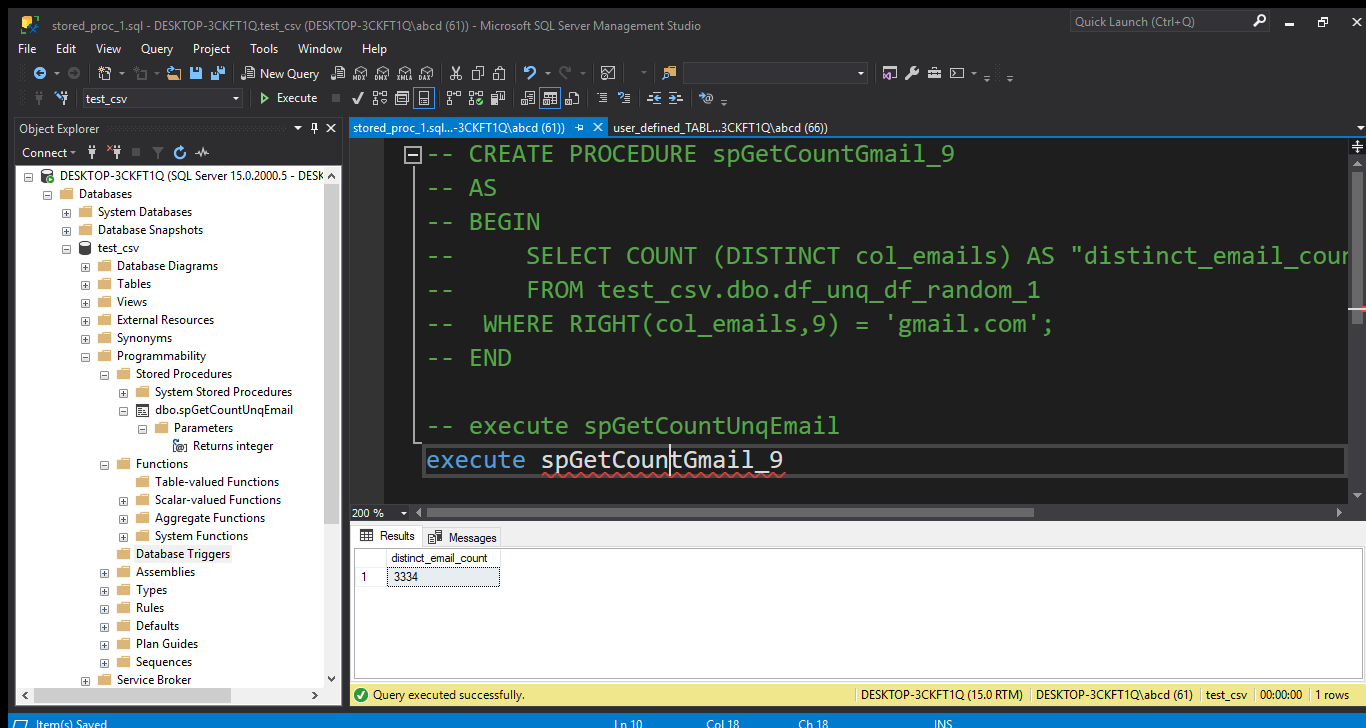 stored_proc_1.sql - DESKTOP-3CKFT1Q.test_csv (DESKTOP-3CKFT1Q\abcd (61)) - Microsoft SQL Server Management Studio
Quick Launch (Ctrl+Q)
File Edit View Query Project Tools Window Help
New Query MDX DMX XMLA DAX
test_csv Execute
Object Explorer
Connect
DESKTOP-3CKFT1Q (SQL Server 15.0.2000.5 - DESK
Databases
System Databases
Database Snapshots
test_csv
Database Diagrams
Tables
Views
External Resources
Synonyms
Programmability
Stored Procedures
System Stored Procedures
dbo.spGetCountUnqEmail
Parameters
Returns integer
Functions
Table-valued Functions
Scalar-valued Functions
Aggregate Functions
System Functions
Database Triggers
Assemblies
Types
Rules
Defaults
Plan Guides
Sequences
Service Broker
stored_proc_1.sql...-3CKFT1Q\abcd (61)) user_defined_TABL...3CKFT1Q\abcd (66))
-- CREATE PROCEDURE spGetCountGmail_9
-- AS
-- BEGIN
-- SELECT COUNT (DISTINCT col_emails) AS "distinct_email_coun
-- FROM test_csv.dbo.df_unq_df_random_1
-- WHERE RIGHT(col_emails,9) = 'gmail.com';
-- END
-- execute spGetCountUnqEmail
execute spGetCountGmail_9
200 %
Results Messages
distinct_email_count
1 3334
Query executed successfully. DESKTOP-3CKFT1Q (15.0 RTM) DESKTOP-3CKFT1Q\abcd (61) test_csv 00:00:00 1 rows
Item(s) Saved Ln 10 Col 18 Ch 18 INS